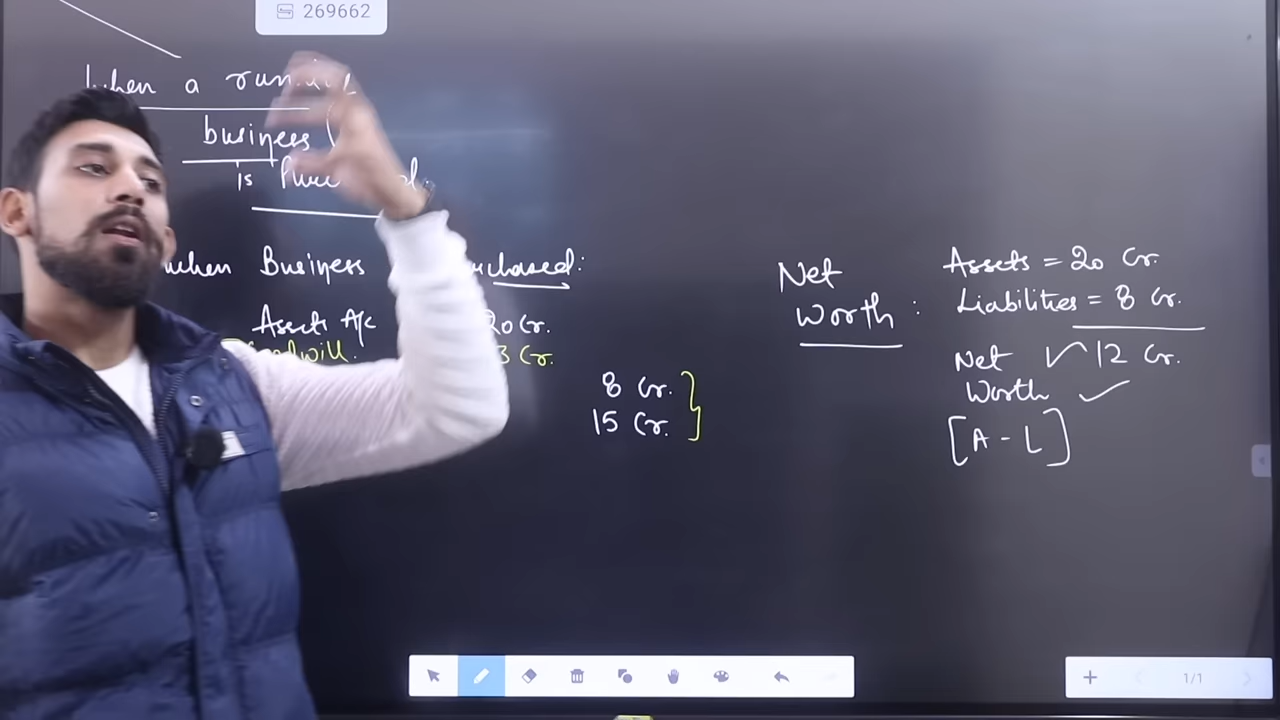 269662
when a
business
is
when Business
Assets A/c 20 Cr.
3 Cr.
8 Cr.
15 Cr.
Net
Worth :
Assets = 20 Cr.
Liabilities = 8 Cr.
Net 12 Cr.
Worth
[A - L]
1/1